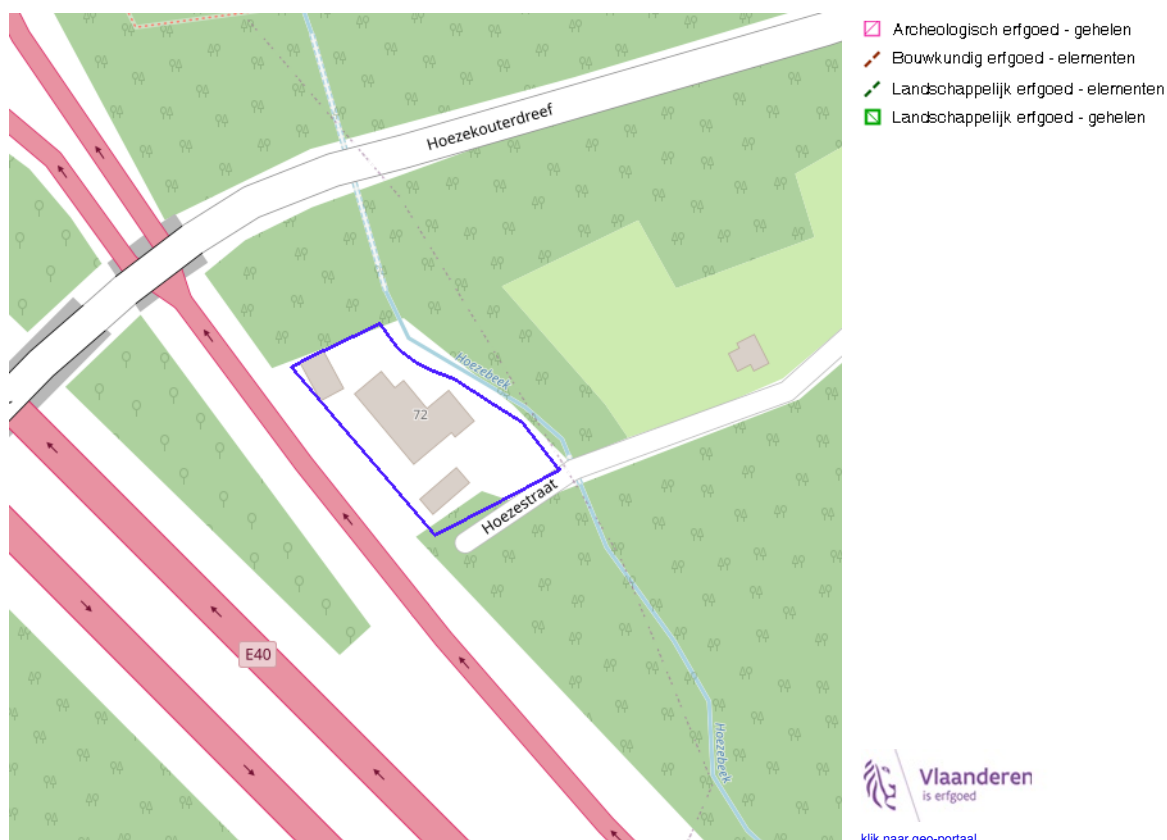 Archeologisch erfgoed - gehelen
Bouwkundig erfgoed - elementen
Landschappelijk erfgoed - elementen
Landschappelijk erfgoed - gehelen
Hoezekouterdreef
Hoezebeek
72
Hoezestraat
E40
Hoezebeek
Vlaanderen
is erfgoed
klik naar geo-portaal